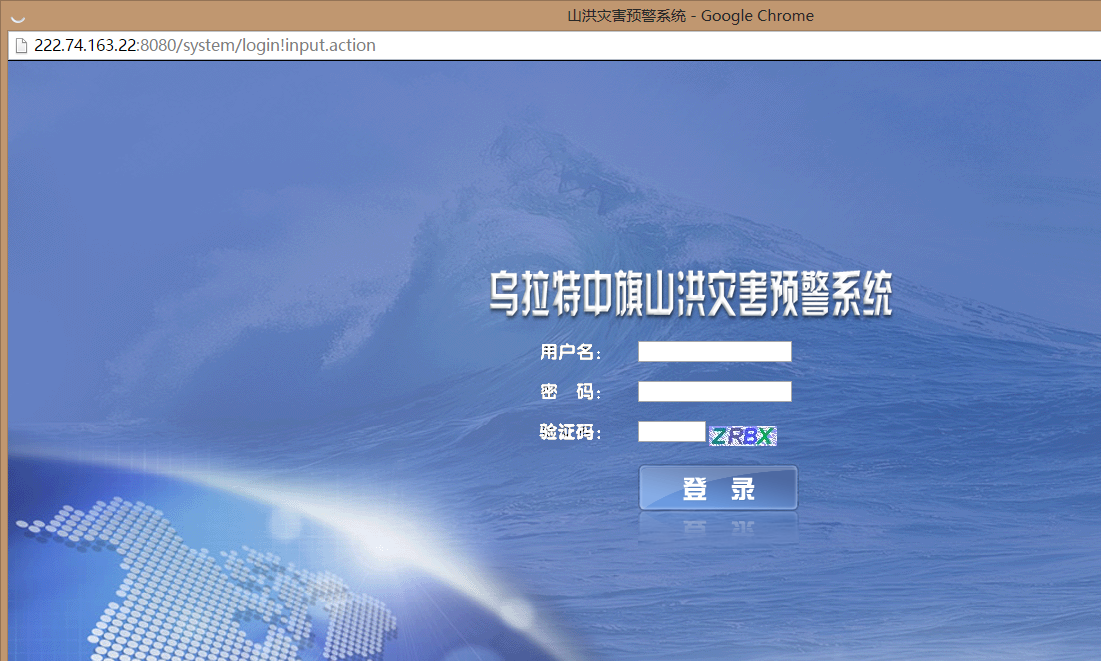 山洪灾害预警系统 - Google Chrome
222.74.163.22:8080/system/login!input.action
乌拉特中旗山洪灾害预警系统
用户名：
密 码：
验证码： ZRBX
登 录